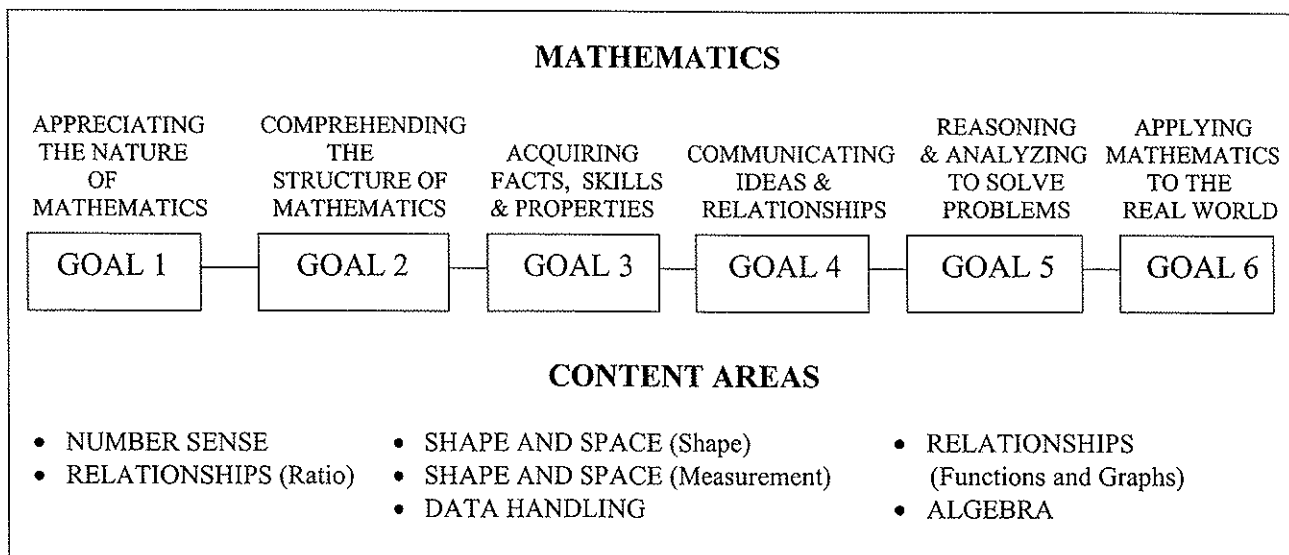 MATHEMATICS
APPRECIATING
THE NATURE
OF
MATHEMATICS
GOAL 1
COMPREHENDING
THE
STRUCTURE OF
MATHEMATICS
GOAL 2
ACQUIRING
FACTS, SKILLS
& PROPERTIES
GOAL 3
COMMUNICATING
IDEAS &
RELATIONSHIPS
GOAL 4
REASONING
& ANALYZING
TO SOLVE
PROBLEMS
GOAL 5
APPLYING
MATHEMATICS
TO THE
REAL WORLD
GOAL 6
CONTENT AREAS
• NUMBER SENSE
• RELATIONSHIPS (Ratio)
• SHAPE AND SPACE (Shape)
• SHAPE AND SPACE (Measurement)
• DATA HANDLING
• RELATIONSHIPS
(Functions and Graphs)
• ALGEBRA